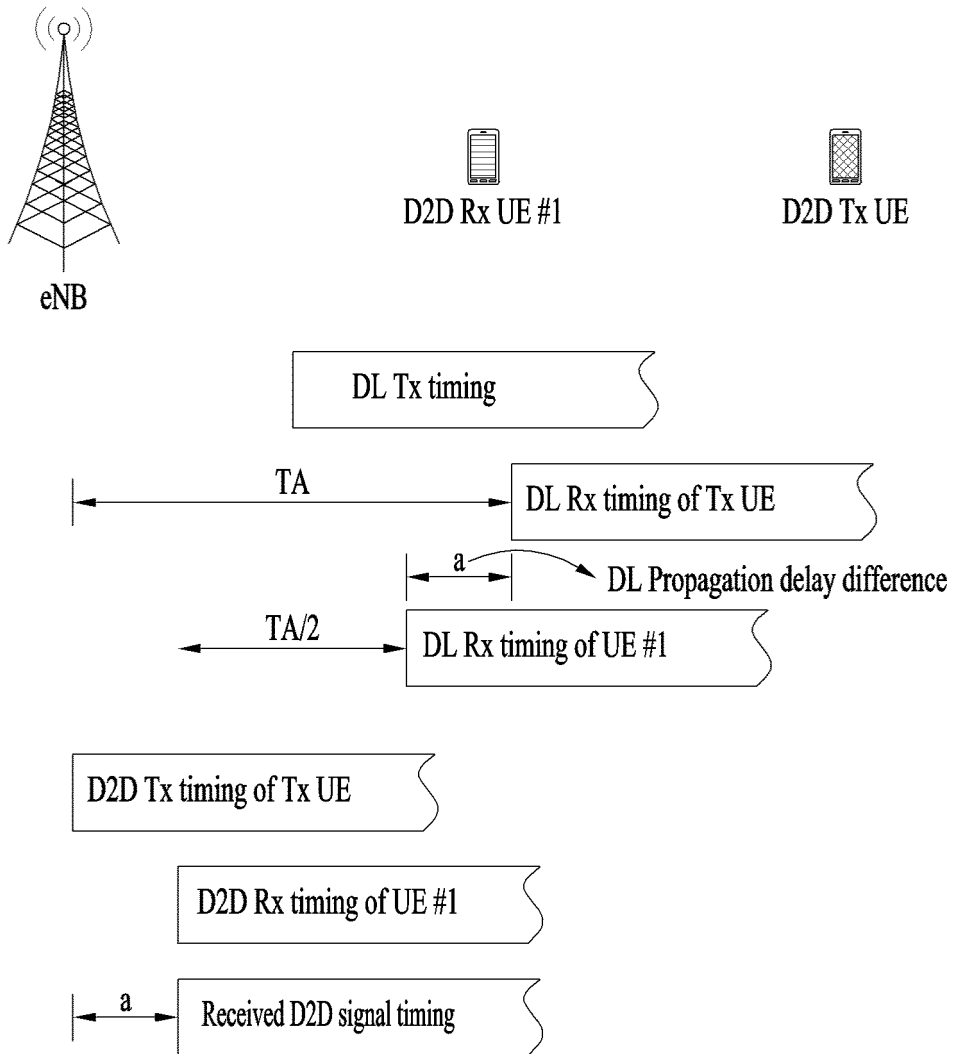 D2D Rx UE #1
D2D Tx UE
eNB
DL Tx timing
TA
DL Rx timing of Tx UE
a
DL Propagation delay difference
TA/2
DL Rx timing of UE #1
D2D Tx timing of Tx UE
D2D Rx timing of UE #1
a
Received D2D signal timing